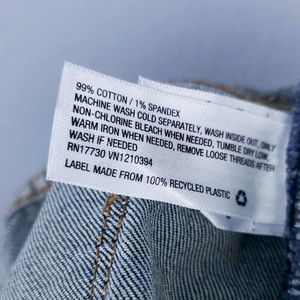 99% COTTON / 1% SPANDEX
MACHINE WASH COLD SEPARATELY, WASH INSIDE OUT, ONLY
NON-CHLORINE BLEACH WHEN NEEDED, TUMBLE DRY LOW,
WARM IRON WHEN NEEDED, REMOVE LOOSE THREADS AFTER
WASH IF NEEDED
RN17730 VN1210394
LABEL MADE FROM 100% RECYCLED PLASTIC